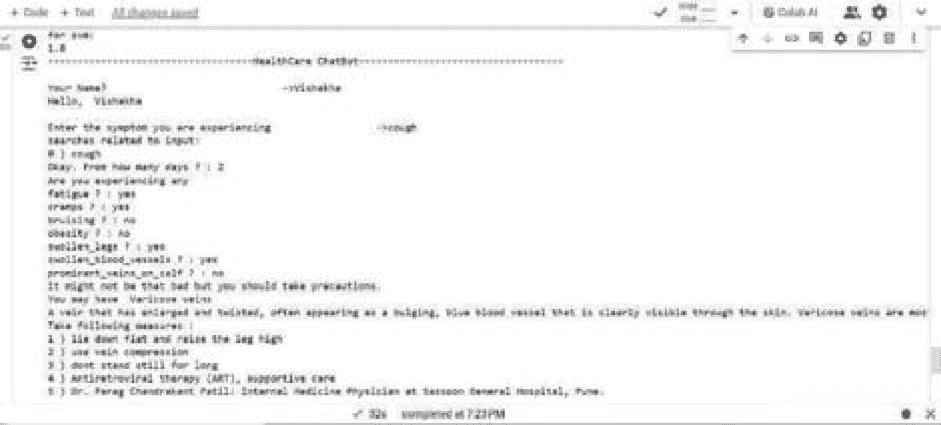 + Code + Text All changes saved
Colab AI
for svm:
1.0
HealthCare ChatBot
Your Name? ->Vishakha
Hello, Vishakha
Enter the symptom you are experiencing ->cough
searches related to input:
0 ) cough
Okay. From how many days ? : 2
Are you experiencing any
fatigue ? : yes
cramps ? : yes
bruising ? : no
obesity ? : no
swollen_legs ? : yes
swollen_blood_vessels ? : yes
prominent_veins_on_calf ? : no
It might not be that bad but you should take precautions.
You may have Varicose veins
A vein that has enlarged and twisted, often appearing as a bulging, blue blood vessel that is clearly visible through the skin. Varicose veins are mos
Take following measures :
1 ) lie down flat and raise the leg high
2 ) use vein compression
3 ) dont stand still for long
4 ) Antiretroviral therapy (ART), supportive care
5 ) Dr. Parag Chandrakant Patil: Internal Medicine Physician at Sassoon General Hospital, Pune.
32s completed at 7:23 PM